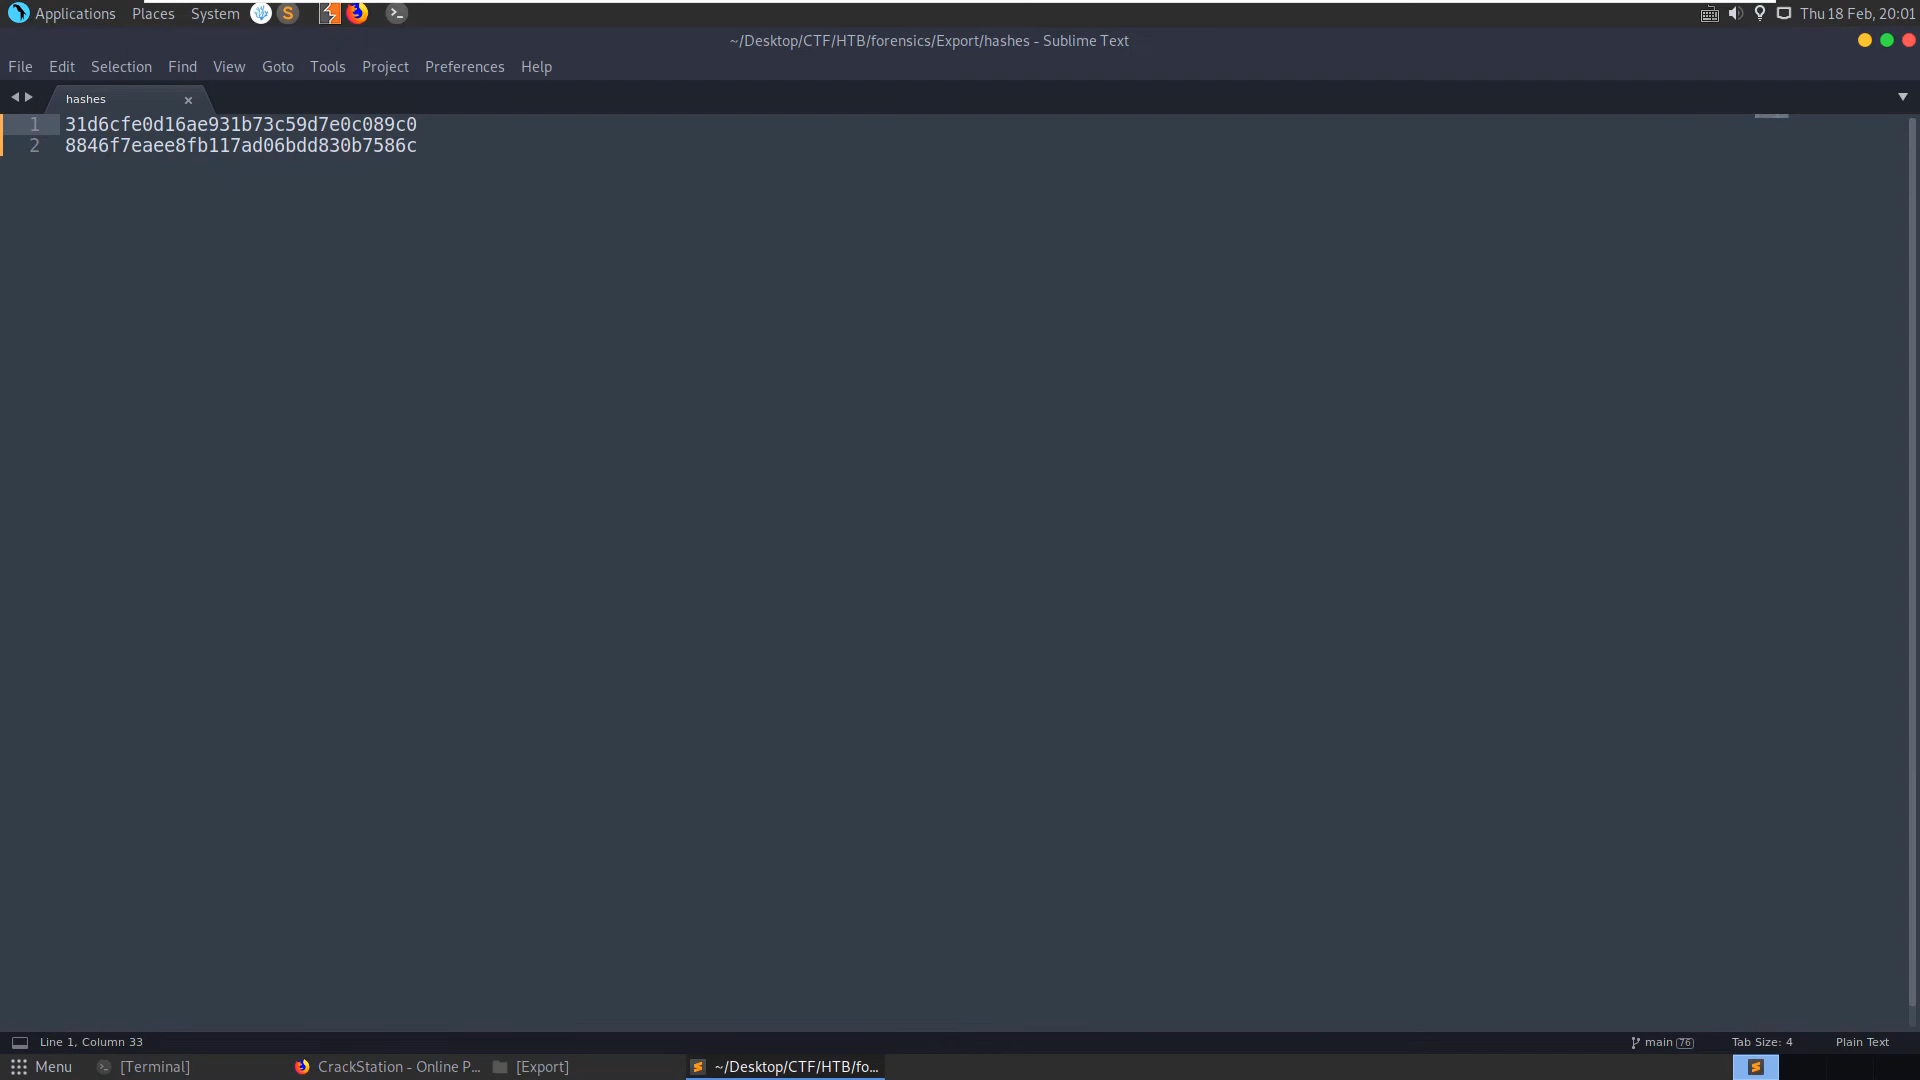 Applications Places System Thu 18 Feb, 20:01
~/Desktop/CTF/HTB/forensics/Export/hashes - Sublime Text
File Edit Selection Find View Goto Tools Project Preferences Help
hashes
1 31d6cfe0d16ae931b73c59d7e0c089c0
2 8846f7eaee8fb117ad06bdd830b7586c
Line 1, Column 33 main 76 Tab Size: 4 Plain Text
Menu [Terminal] CrackStation - Online P... [Export] ~/Desktop/CTF/HTB/fo...